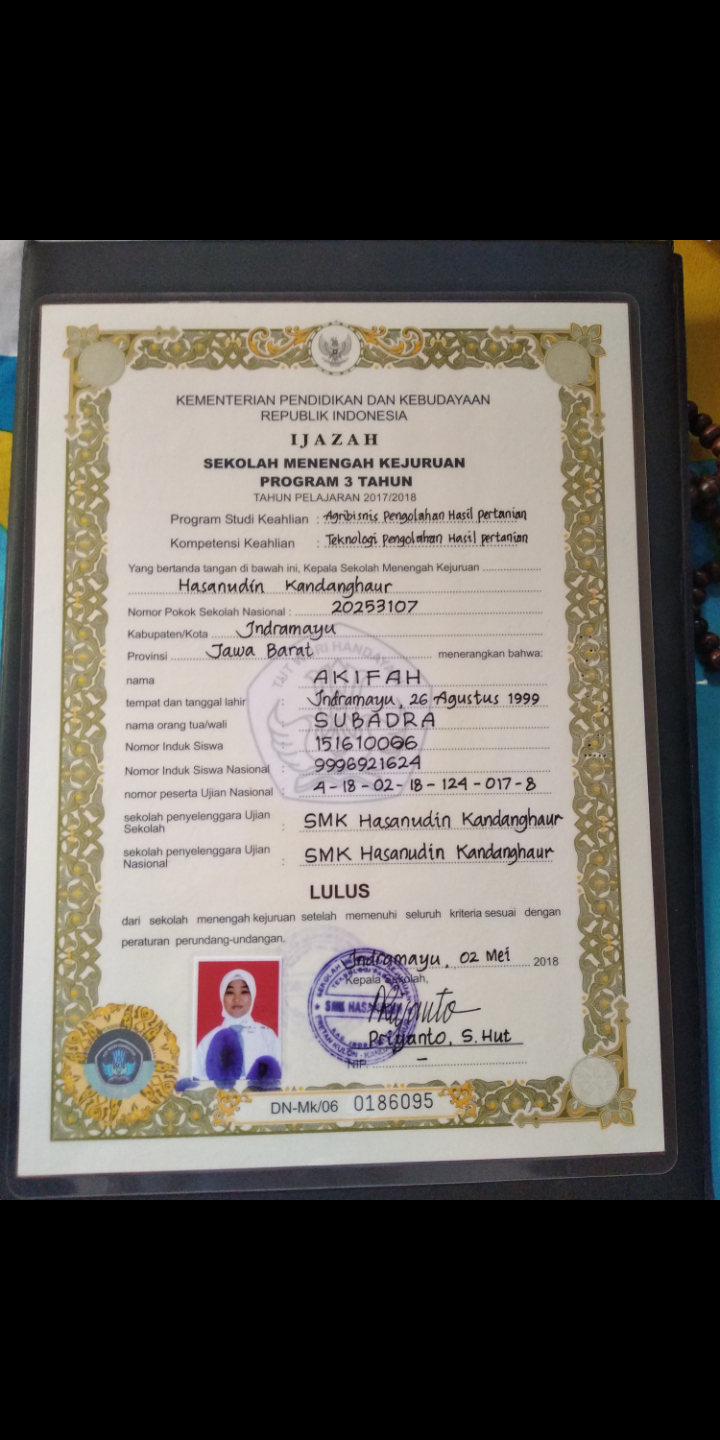 KEMENTERIAN PENDIDIKAN DAN KEBUDAYAAN
REPUBLIK INDONESIA
IJAZAH
SEKOLAH MENENGAH KEJURUAN
PROGRAM 3 TAHUN
TAHUN PELAJARAN 2017/2018
Program Studi Keahlian : Agribisnis Pengolahan Hasil pertanian
Kompetensi Keahlian : Teknologi Pengolahan Hasil pertanian
Yang bertanda tangan di bawah ini, Kepala Sekolah Menengah Kejuruan
Hasanudin Kandanghaur
Nomor Pokok Sekolah Nasional : 20253107
Kabupaten/Kota Indramayu
Provinsi Jawa Barat menerangkan bahwa:
nama : AKIFAH
tempat dan tanggal lahir : Indramayu, 26 Agustus 1999
nama orang tua/wali : SUBADRA
Nomor Induk Siswa : 151610006
Nomor Induk Siswa Nasional : 9996921624
nomor peserta Ujian Nasional : 4-18-02-18-124-017-8
sekolah penyelenggara Ujian
Sekolah : SMK Hasanudin Kandanghaur
sekolah penyelenggara Ujian
Nasional : SMK Hasanudin Kandanghaur
LULUS
dari sekolah menengah kejuruan setelah memenuhi seluruh kriteria sesuai dengan
peraturan perundang-undangan.
Indramayu, 02 Mei 2018
Kepala Sekolah,
SMK HASANUDIN
Priyanto, S.Hut
NIP. -
DN-Mk/06 0186095